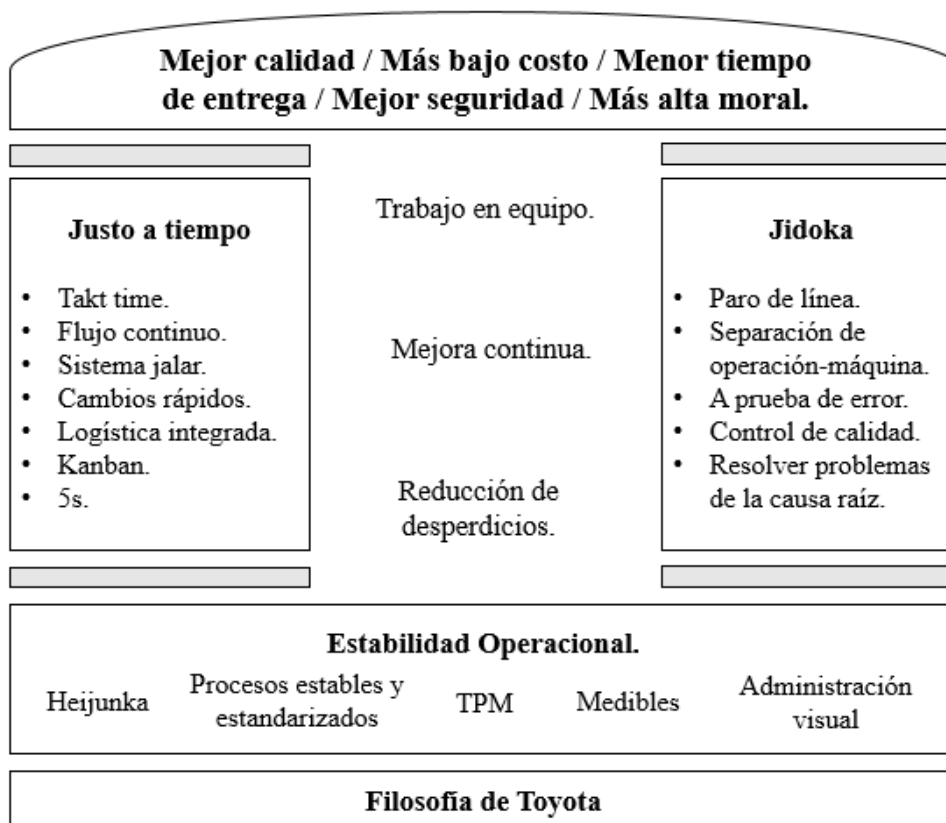 Mejor calidad / Más bajo costo / Menor tiempo
de entrega / Mejor seguridad / Más alta moral.
Justo a tiempo
• Takt time.
• Flujo continuo.
• Sistema jalar.
• Cambios rápidos.
• Logística integrada.
• Kanban.
• 5s.
Trabajo en equipo.
Mejora continua.
Reducción de
desperdicios.
Jidoka
• Paro de línea.
• Separación de
operación-máquina.
• A prueba de error.
• Control de calidad.
• Resolver problemas
de la causa raíz.
Estabilidad Operacional.
Heijunka
Procesos estables y
estandarizados
TPM
Medibles
Administración
visual
Filosofía de Toyota